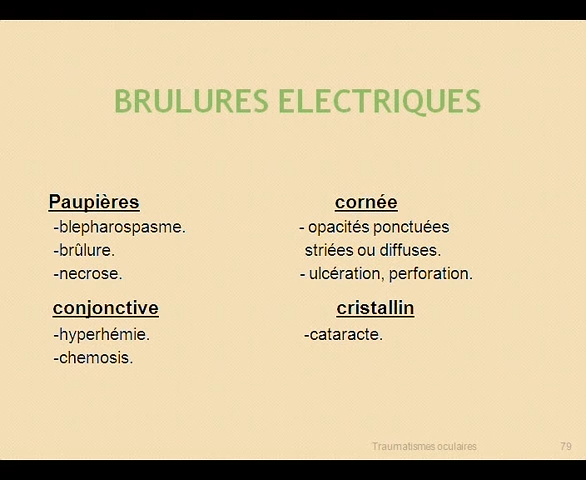 BRULURES ELECTRIQUES
Paupières
-blepharospasme.
-brûlure.
-necrose.
conjonctive
-hyperhémie.
-chemosis.
cornée
- opacités ponctuées
striées ou diffuses.
- ulcération, perforation.
cristallin
-cataracte.
Traumatismes oculaires
79